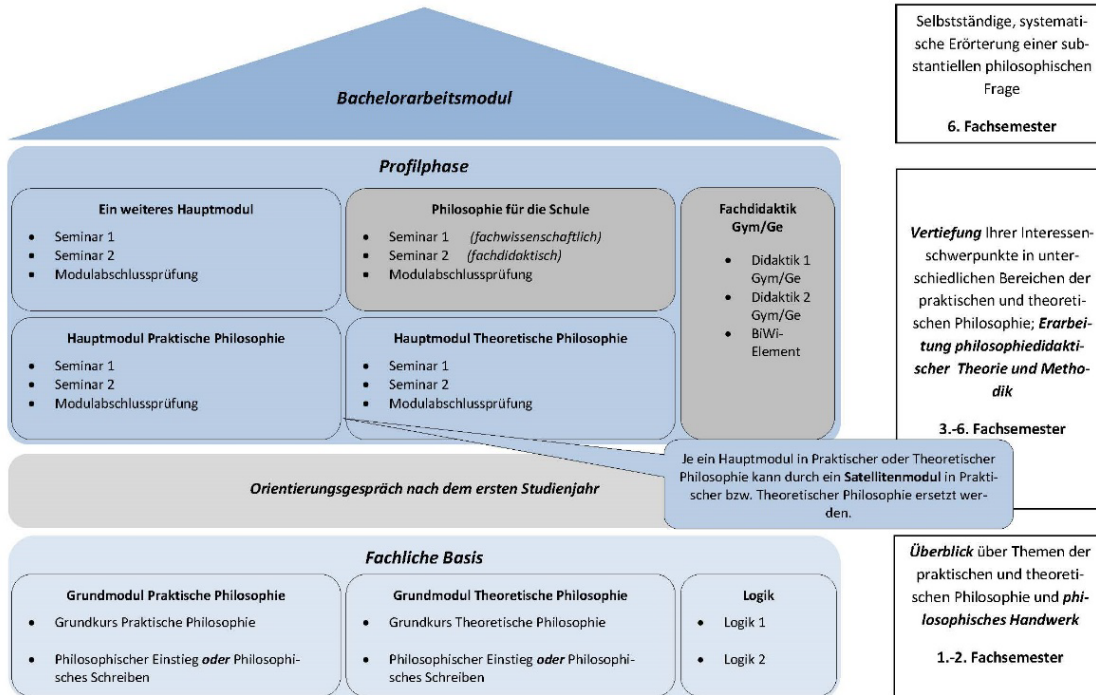 Bachelorarbeitsmodul
Selbstständige, systemati-
sche Erörterung einer sub-
stantiellen philosophischen
Frage
6. Fachsemester
Profilphase
Ein weiteres Hauptmodul
• Seminar 1
• Seminar 2
• Modulabschlussprüfung
Philosophie für die Schule
• Seminar 1 (fachwissenschaftlich)
• Seminar 2 (fachdidaktisch)
• Modulabschlussprüfung
Fachdidaktik
Gym/Ge
• Didaktik 1
Gym/Ge
• Didaktik 2
Gym/Ge
• BiWi-
Element
Hauptmodul Praktische Philosophie
• Seminar 1
• Seminar 2
• Modulabschlussprüfung
Hauptmodul Theoretische Philosophie
• Seminar 1
• Seminar 2
• Modulabschlussprüfung
Vertiefung Ihrer Interessen-
schwerpunkte in unter-
schiedlichen Bereichen der
praktischen und theoreti-
schen Philosophie; Erarbei-
tung philosophiedidakti-
scher Theorie und Metho-
dik
3.-6. Fachsemester
Je ein Hauptmodul in Praktischer oder Theoretischer
Philosophie kann durch ein Satellitenmodul in Prakti-
scher bzw. Theoretischer Philosophie ersetzt wer-
den.
Orientierungsgespräch nach dem ersten Studienjahr
Fachliche Basis
Grundmodul Praktische Philosophie
• Grundkurs Praktische Philosophie
• Philosophischer Einstieg oder Philosophi-
sches Schreiben
Grundmodul Theoretische Philosophie
• Grundkurs Theoretische Philosophie
• Philosophischer Einstieg oder Philosophi-
sches Schreiben
Logik
• Logik 1
• Logik 2
Überblick über Themen der
praktischen und theoreti-
schen Philosophie und phi-
losophisches Handwerk
1.-2. Fachsemester